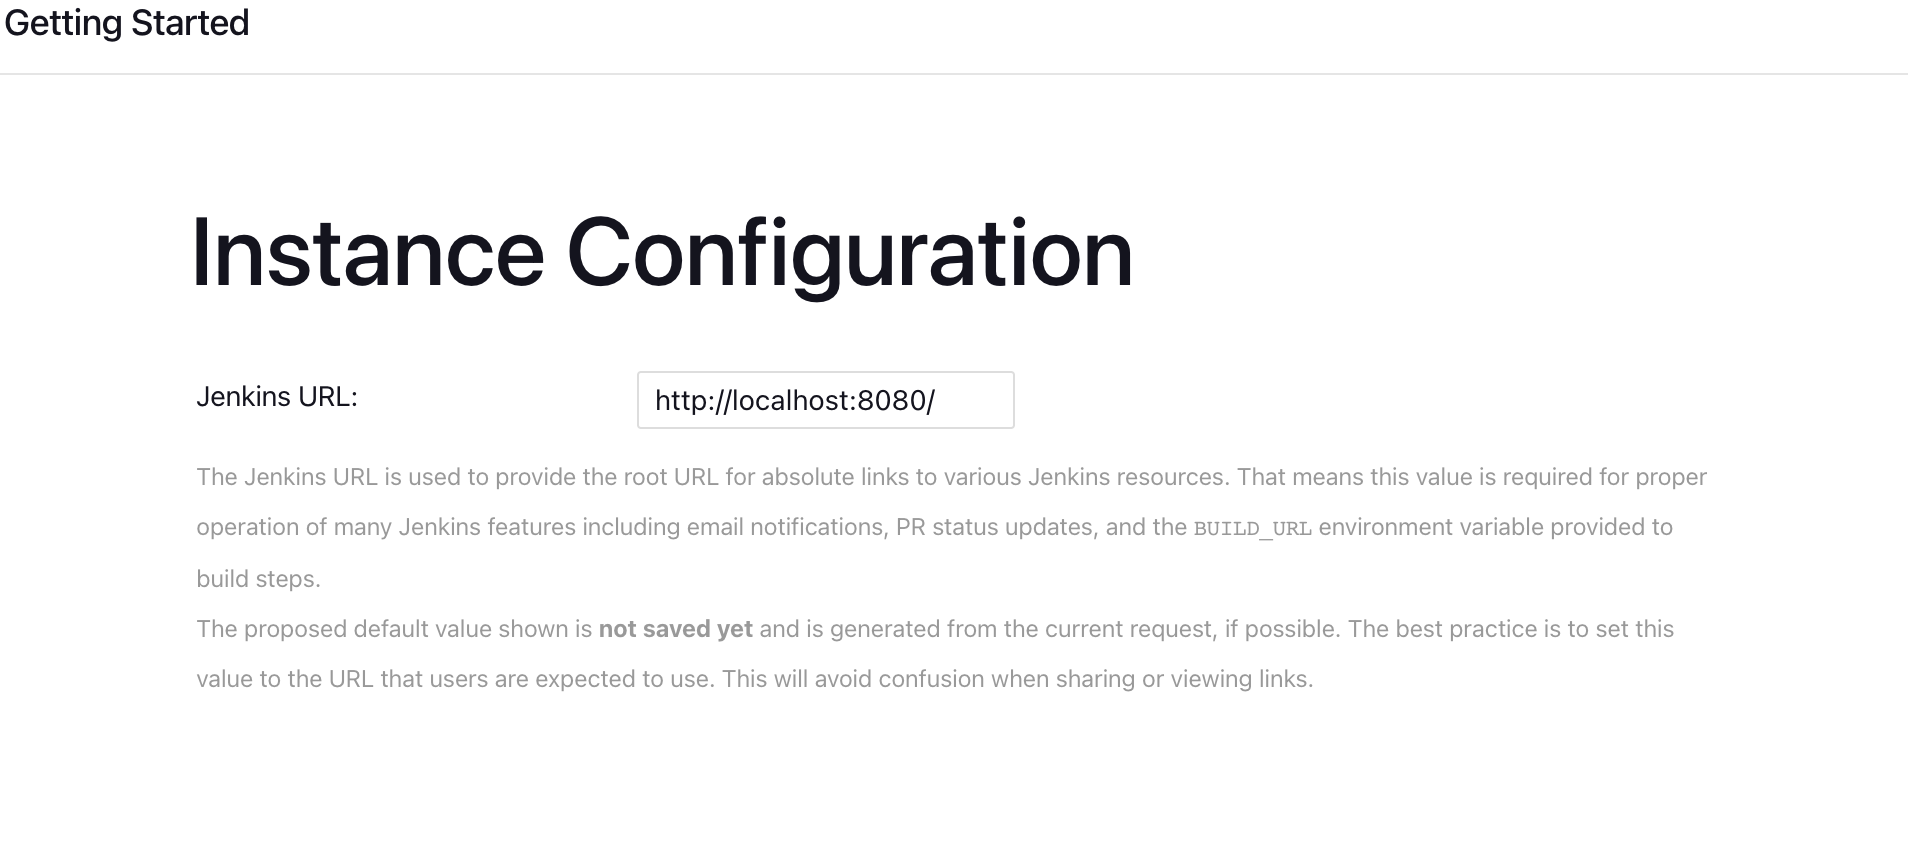 Getting Started
Instance Configuration
Jenkins URL:
http://localhost:8080/
The Jenkins URL is used to provide the root URL for absolute links to various Jenkins resources. That means this value is required for proper
operation of many Jenkins features including email notifications, PR status updates, and the BUILD_URL environment variable provided to
build steps.
The proposed default value shown is not saved yet and is generated from the current request, if possible. The best practice is to set this
value to the URL that users are expected to use. This will avoid confusion when sharing or viewing links.